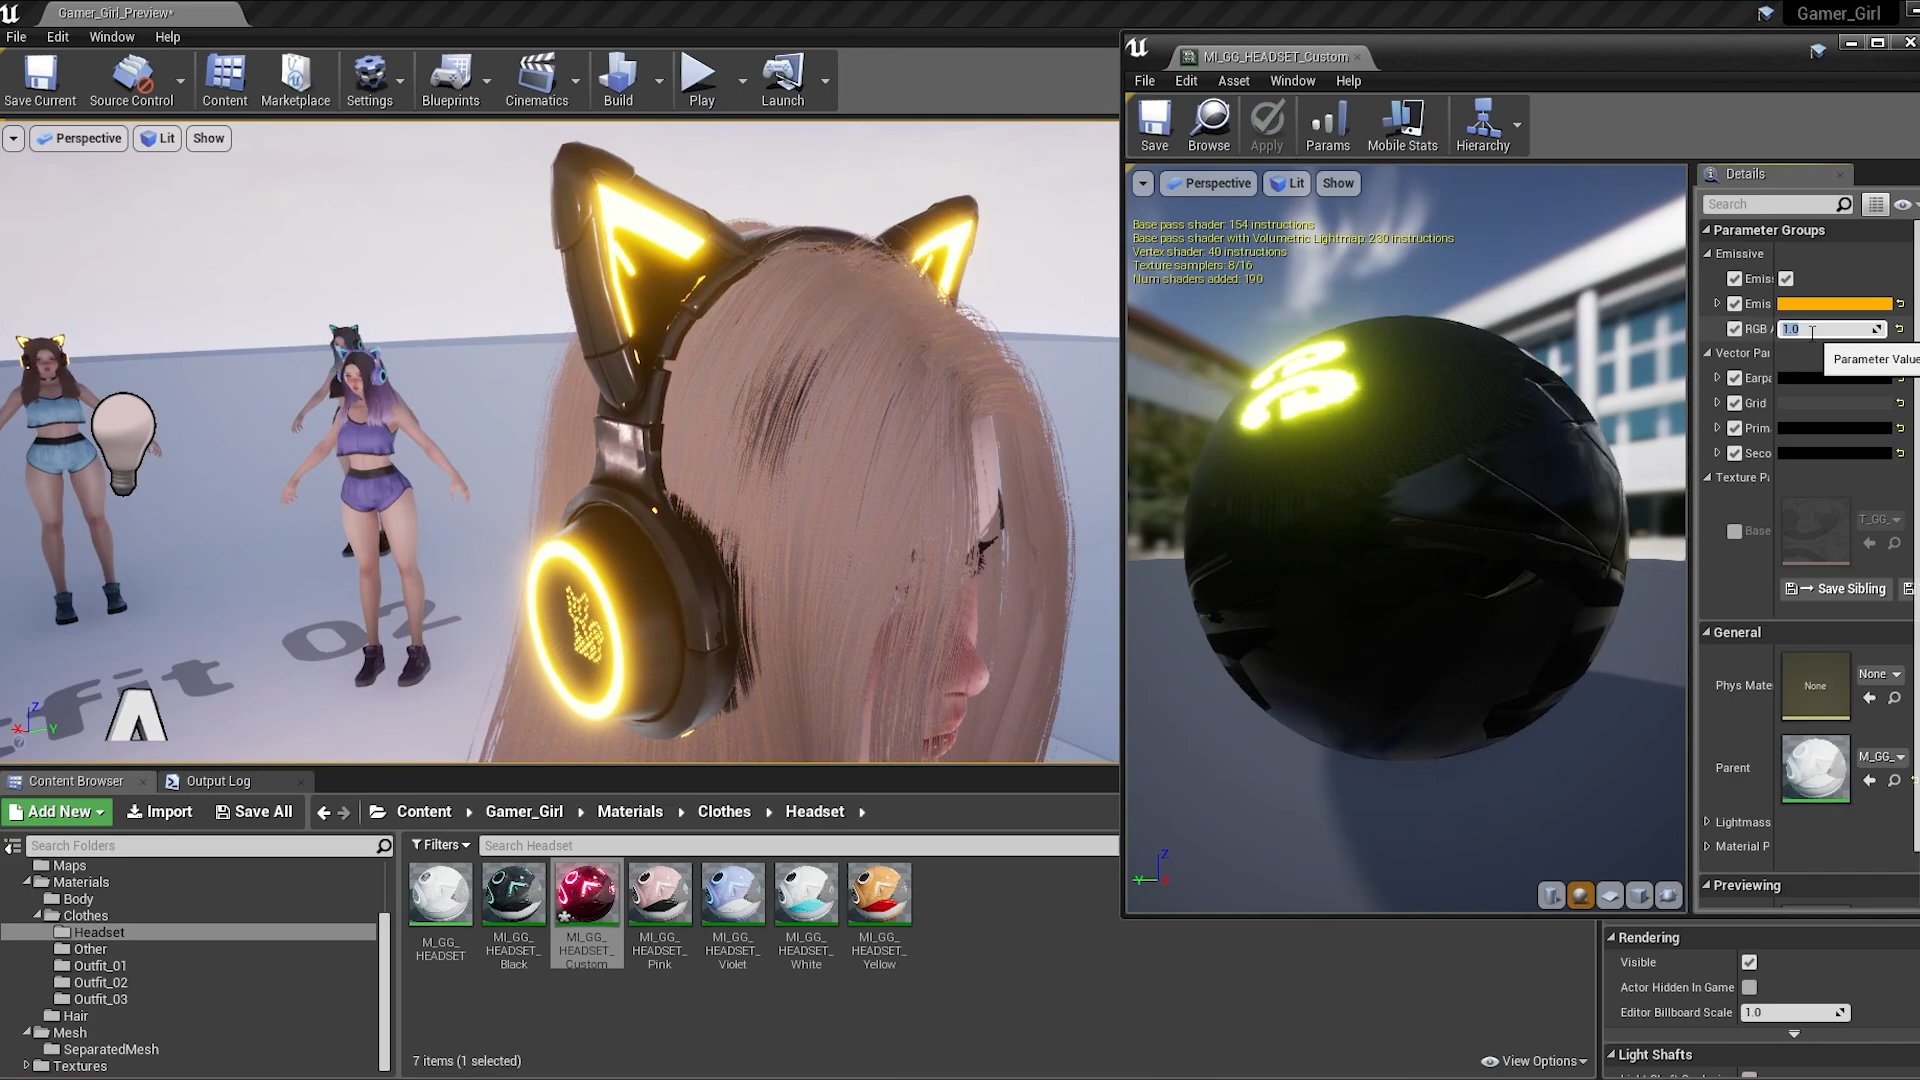 Gamer_Girl_Preview*
Gamer_Girl
File Edit Window Help
Save Current
Source Control
Content
Marketplace
Settings
Blueprints
Cinematics
Build
Play
Launch
Perspective
Lit
Show
fit 02
A
MI_GG_HEADSET_Custom
File Edit Asset Window Help
Save
Browse
Apply
Params
Mobile Stats
Hierarchy
Perspective
Lit
Show
Base pass shader: 154 instructions
Base pass shader with Volumetric Lightmap: 230 instructions
Vertex shader: 40 instructions
Texture samplers: 8/16
Num shaders added: 190
Details
Search
Parameter Groups
Emissive
Emis
Emis
RGB A
1.0
Vector Par
Parameter Value
Earpa
Grid
Prim
Seco
Texture Pa
Base
T_GG_
Save Sibling
General
Phys Mate
None
None
Parent
M_GG_
Lightmass
Material P
Previewing
Content Browser
Output Log
Add New
Import
Save All
Content
Gamer_Girl
Materials
Clothes
Headset
Search Folders
Filters
Search Headset
Maps
Materials
Body
Clothes
Headset
Other
Outfit_01
Outfit_02
Outfit_03
Hair
Mesh
SeparatedMesh
Textures
M_GG_
HEADSET
MI_GG_
HEADSET_
Black
MI_GG_
HEADSET_
Custom
MI_GG_
HEADSET_
Pink
MI_GG_
HEADSET_
Violet
MI_GG_
HEADSET_
White
MI_GG_
HEADSET_
Yellow
7 items (1 selected)
View Options
Rendering
Visible
Actor Hidden In Game
Editor Billboard Scale
1.0
Light Shafts